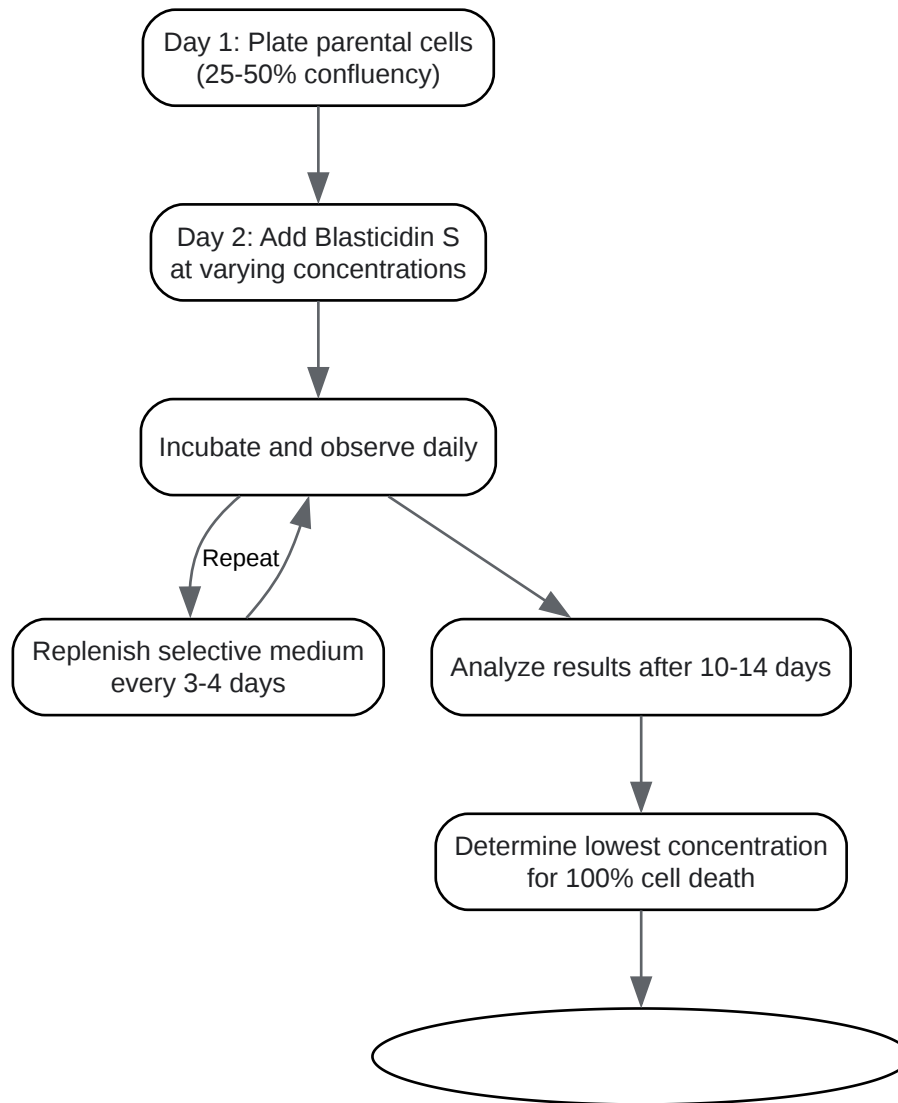 Day 1: Plate parental cells
(25-50% confluency)
Day 2: Add Blasticidin S
at varying concentrations
Incubate and observe daily
Repeat
Replenish selective medium
every 3-4 days
Analyze results after 10-14 days
Determine lowest concentration
for 100% cell death